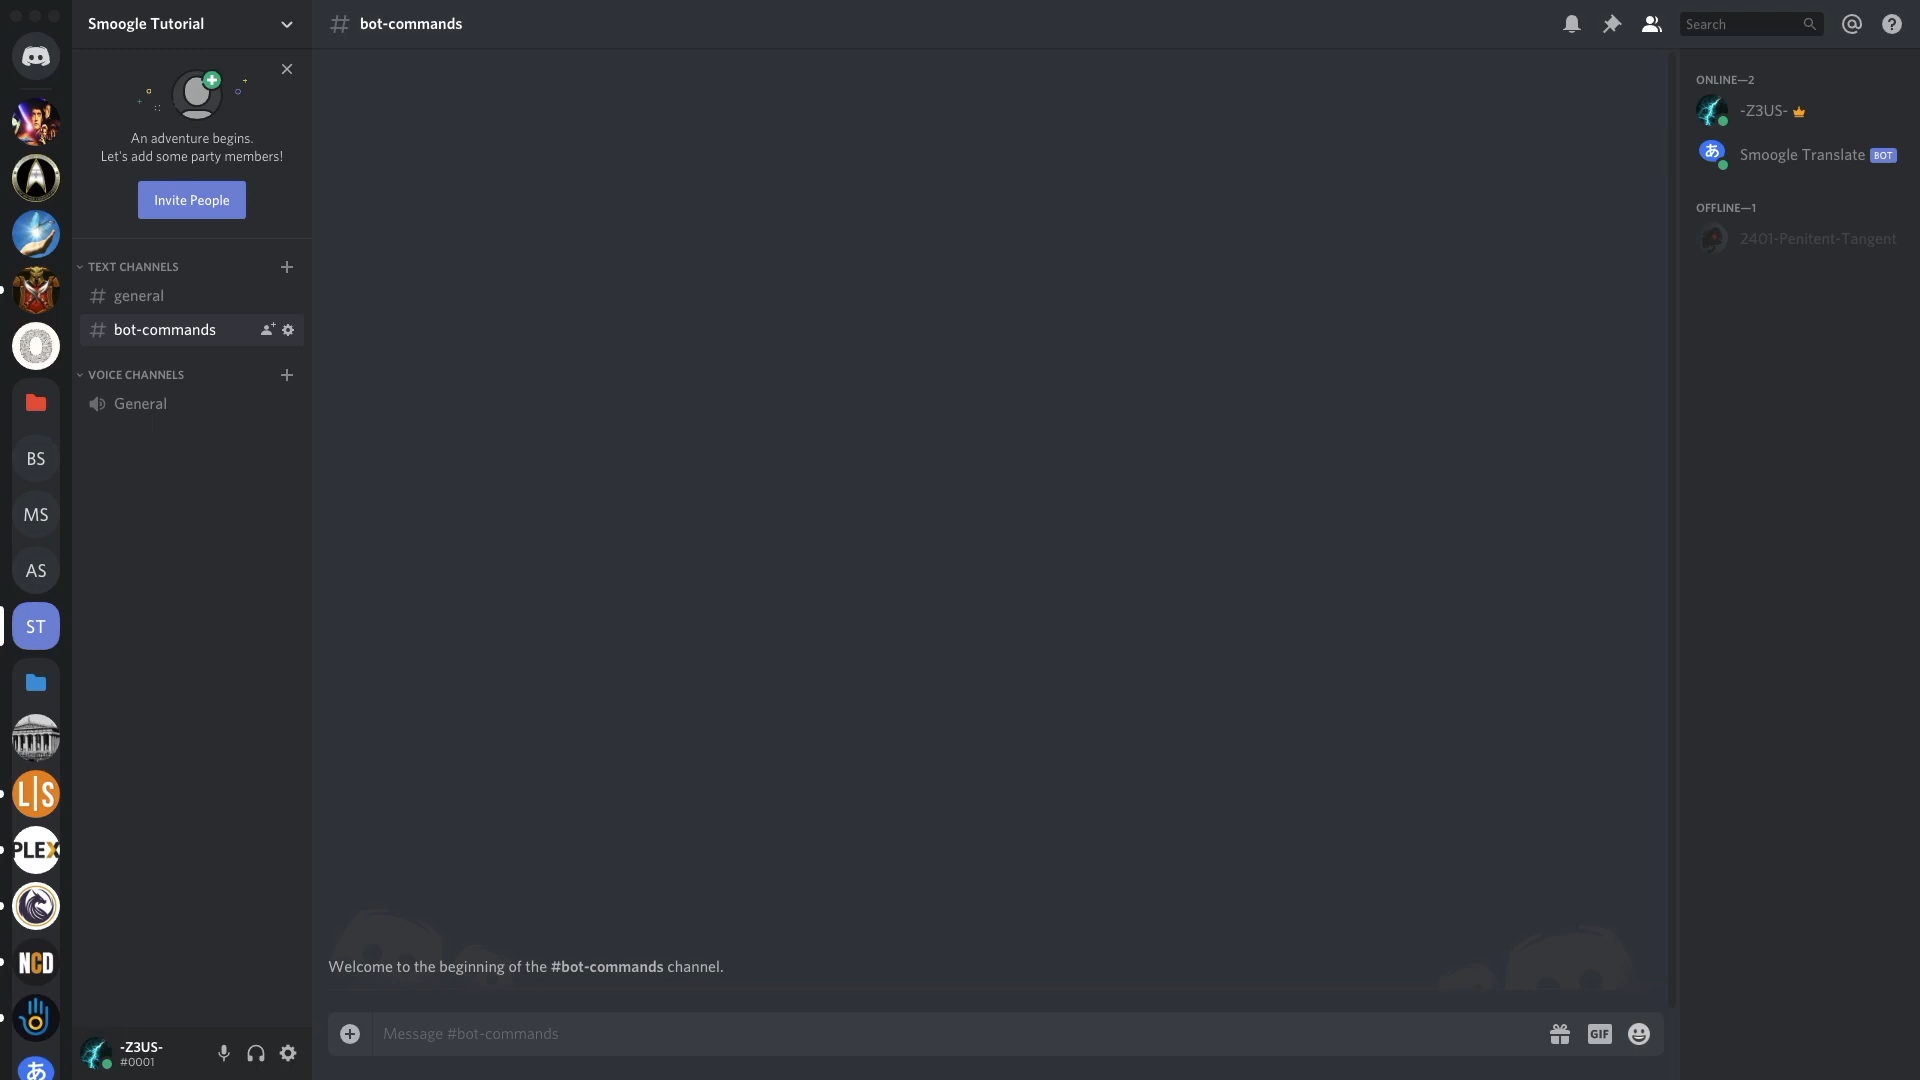 Smoogle Tutorial
bot-commands
Search
An adventure begins.
Let's add some party members!
Invite People
TEXT CHANNELS
general
bot-commands
VOICE CHANNELS
General
BS
MS
AS
ST
L|S
PLEX
NCD
あ
-Z3US-
#0001
Welcome to the beginning of the #bot-commands channel.
Message #bot-commands
GIF
ONLINE—2
-Z3US-
あ
Smoogle Translate BOT
OFFLINE—1
2401-Penitent-Tangent